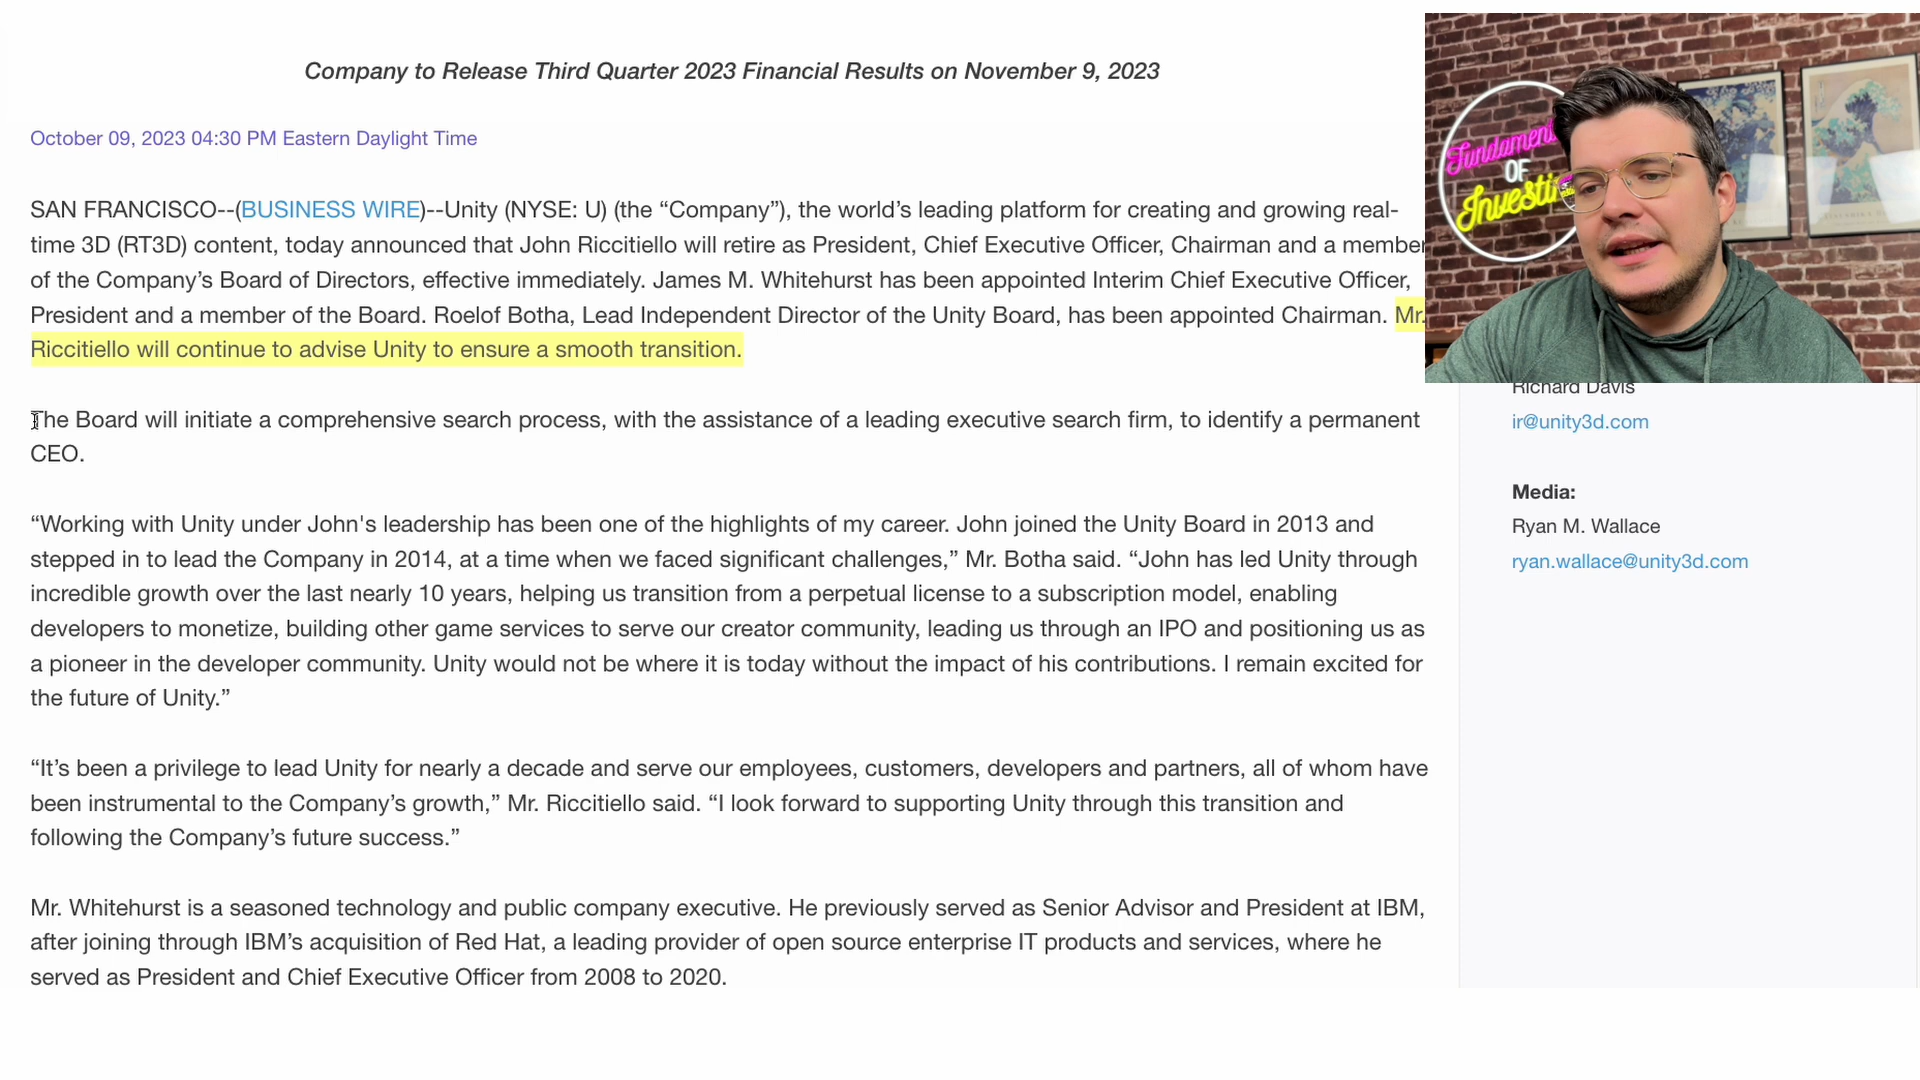 Company to Release Third Quarter 2023 Financial Results on November 9, 2023
October 09, 2023 04:30 PM Eastern Daylight Time
SAN FRANCISCO--(BUSINESS WIRE)--Unity (NYSE: U) (the “Company”), the world’s leading platform for creating and growing real-
time 3D (RT3D) content, today announced that John Riccitiello will retire as President, Chief Executive Officer, Chairman and a member
of the Company’s Board of Directors, effective immediately. James M. Whitehurst has been appointed Interim Chief Executive Officer,
President and a member of the Board. Roelof Botha, Lead Independent Director of the Unity Board, has been appointed Chairman. Mr.
Riccitiello will continue to advise Unity to ensure a smooth transition.
The Board will initiate a comprehensive search process, with the assistance of a leading executive search firm, to identify a permanent
CEO.
“Working with Unity under John's leadership has been one of the highlights of my career. John joined the Unity Board in 2013 and
stepped in to lead the Company in 2014, at a time when we faced significant challenges,” Mr. Botha said. “John has led Unity through
incredible growth over the last nearly 10 years, helping us transition from a perpetual license to a subscription model, enabling
developers to monetize, building other game services to serve our creator community, leading us through an IPO and positioning us as
a pioneer in the developer community. Unity would not be where it is today without the impact of his contributions. I remain excited for
the future of Unity.”
“It’s been a privilege to lead Unity for nearly a decade and serve our employees, customers, developers and partners, all of whom have
been instrumental to the Company’s growth,” Mr. Riccitiello said. “I look forward to supporting Unity through this transition and
following the Company’s future success.”
Mr. Whitehurst is a seasoned technology and public company executive. He previously served as Senior Advisor and President at IBM,
after joining through IBM’s acquisition of Red Hat, a leading provider of open source enterprise IT products and services, where he
served as President and Chief Executive Officer from 2008 to 2020.
Fundament
OF
Investi
Richard Davis
ir@unity3d.com
Media:
Ryan M. Wallace
ryan.wallace@unity3d.com